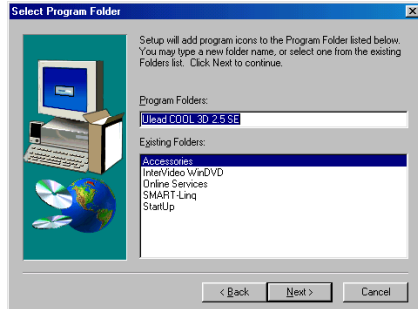 Select Program Folder
Setup will add program icons to the Program Folder listed below.
You may type a new folder name, or select one from the existing
Folders list. Click Next to continue.
Program Folders:
Ulead COOL 3D 2.5 SE
Existing Folders:
Accessories
InterVideo WinDVD
Online Services
SMART-Linq
StartUp
< Back
Next >
Cancel